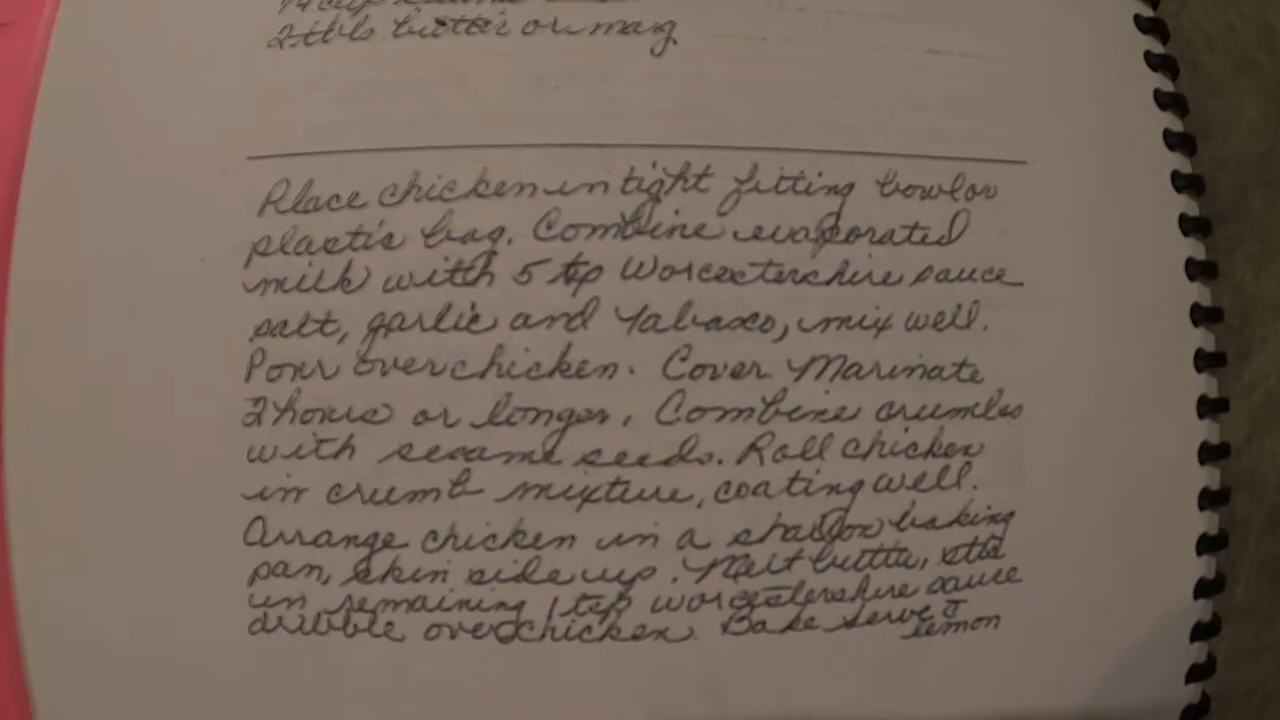 2 tbls butter or marg
Place chicken in tight fitting bowl or
plastic bag. Combine evaporated
milk with 5 tsp Worcestershire sauce
salt, garlic and Tabasco, mix well.
Pour over chicken. Cover Marinate
2 hours or longer. Combine crumbs
with sesame seeds. Roll chicken
in crumb mixture, coating well.
Arrange chicken in a shallow baking
pan, skin side up. Melt butter, stir
in remaining 1 tsp worcestershire sauce
dribble over chicken. Bake serve c̄
lemon